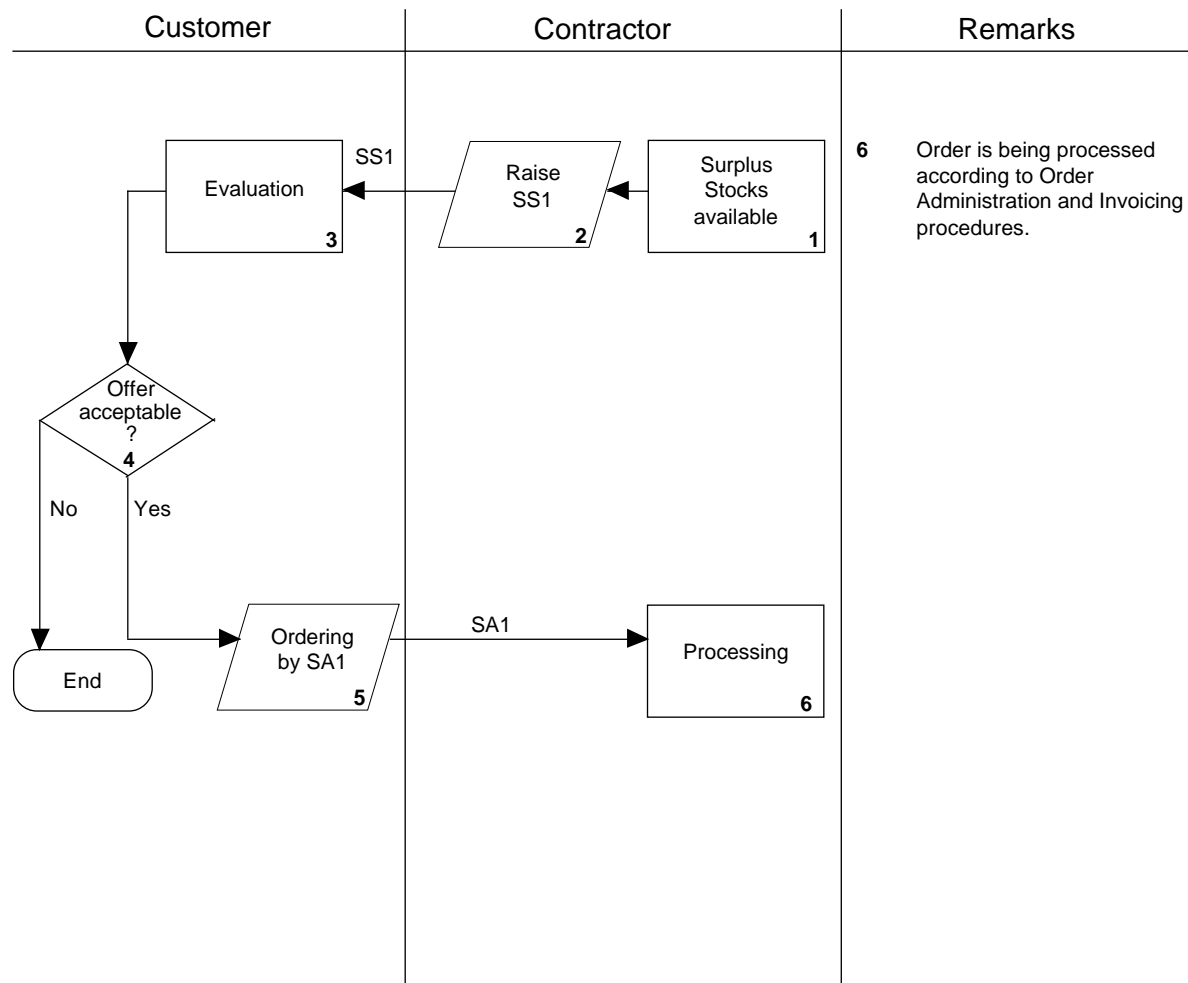 Customer
Contractor
Remarks
SS1
Evaluation
3
Raise
SS1
2
Surplus
Stocks
available
1
6 Order is being processed
according to Order
Administration and Invoicing
procedures.
Offer
acceptable
?
4
No
Yes
End
Ordering
by SA1
5
SA1
Processing
6